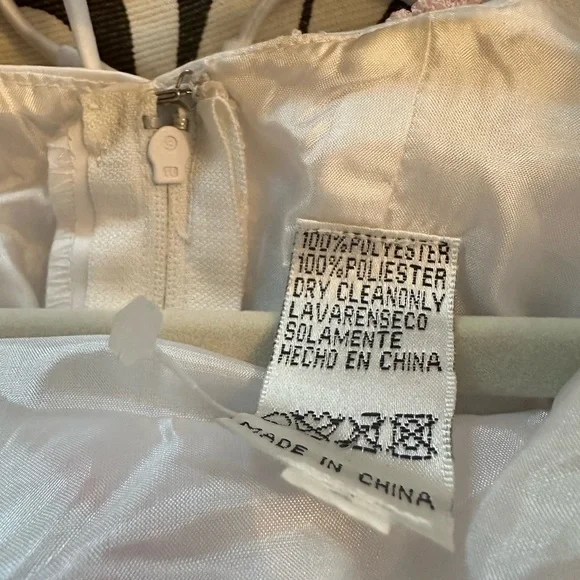 100%POLYESTER
100%POLIESTER
DRY CLEANONLY
LAVARENSECO
SOLAMENTE
HECHO EN CHINA
MADE IN CHINA